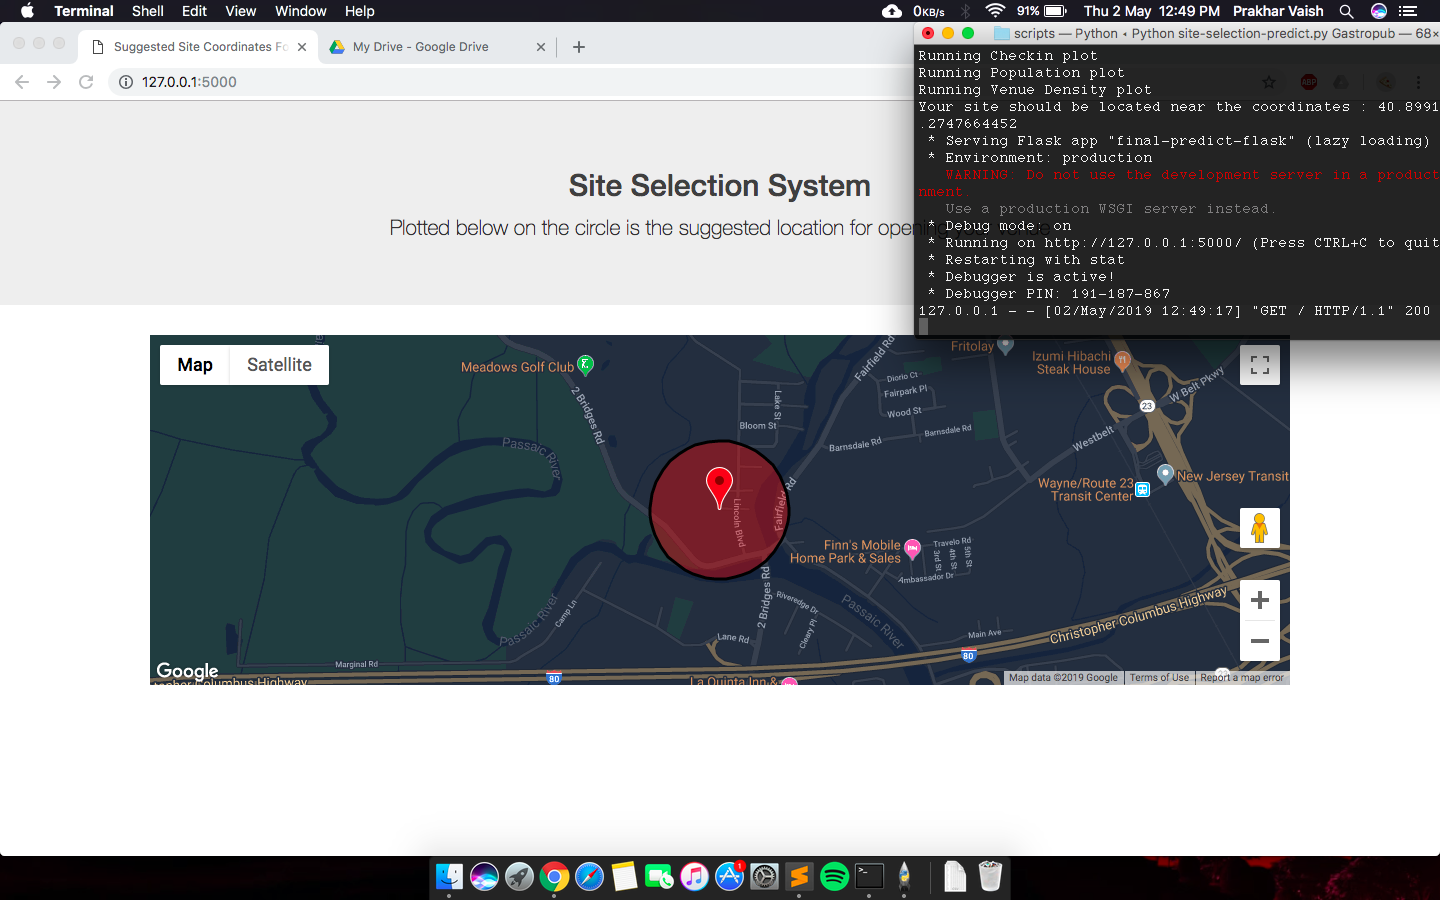 Terminal Shell Edit View Window Help
0KB/s 91% Thu 2 May 12:49 PM Prakhar Vaish
Suggested Site Coordinates Fo
My Drive - Google Drive
127.0.0.1:5000
ABP
scripts — Python ◂ Python site-selection-predict.py Gastropub — 68×
Running Checkin plot
Running Population plot
Running Venue Density plot
Your site should be located near the coordinates : 40.8991
.2747664452
* Serving Flask app "final-predict-flask" (lazy loading)
* Environment: production
WARNING: Do not use the development server in a product
nment.
Use a production WSGI server instead.
* Debug mode: on
* Running on http://127.0.0.1:5000/ (Press CTRL+C to quit
* Restarting with stat
* Debugger is active!
* Debugger PIN: 191-187-867
127.0.0.1 - - [02/May/2019 12:49:17] "GET / HTTP/1.1" 200
Site Selection System
Plotted below on the circle is the suggested location for opening
Map Satellite
Meadows Golf Club
2 Bridges Rd
Passaic River
Lake St
Bloom St
Fairfield Rd
Diorio Ct
Fairpark Pl
Wood St
Barnsdale Rd
Barnsdale Rd
Fritolay
Izumi Hibachi
Steak House
23
W Belt Pkwy
Westbelt
Wayne/Route 23
Transit Center
New Jersey Transit
Lincoln Blvd
Fairfield Rd
Finn's Mobile
Home Park & Sales
Travelo Rd
3rd St
4th St
5th St
Ambassador Dr
Passaic River
Camp Ln
2 Bridges Rd
Riveredge Dr
Cleary Pl
Passaic River
Lane Rd
Main Ave
Christopher Columbus Highway
Marginal Rd
80
80
Google
topher Columbus Highway
La Quinta Inn &
Map data ©2019 Google Terms of Use Report a map error
1